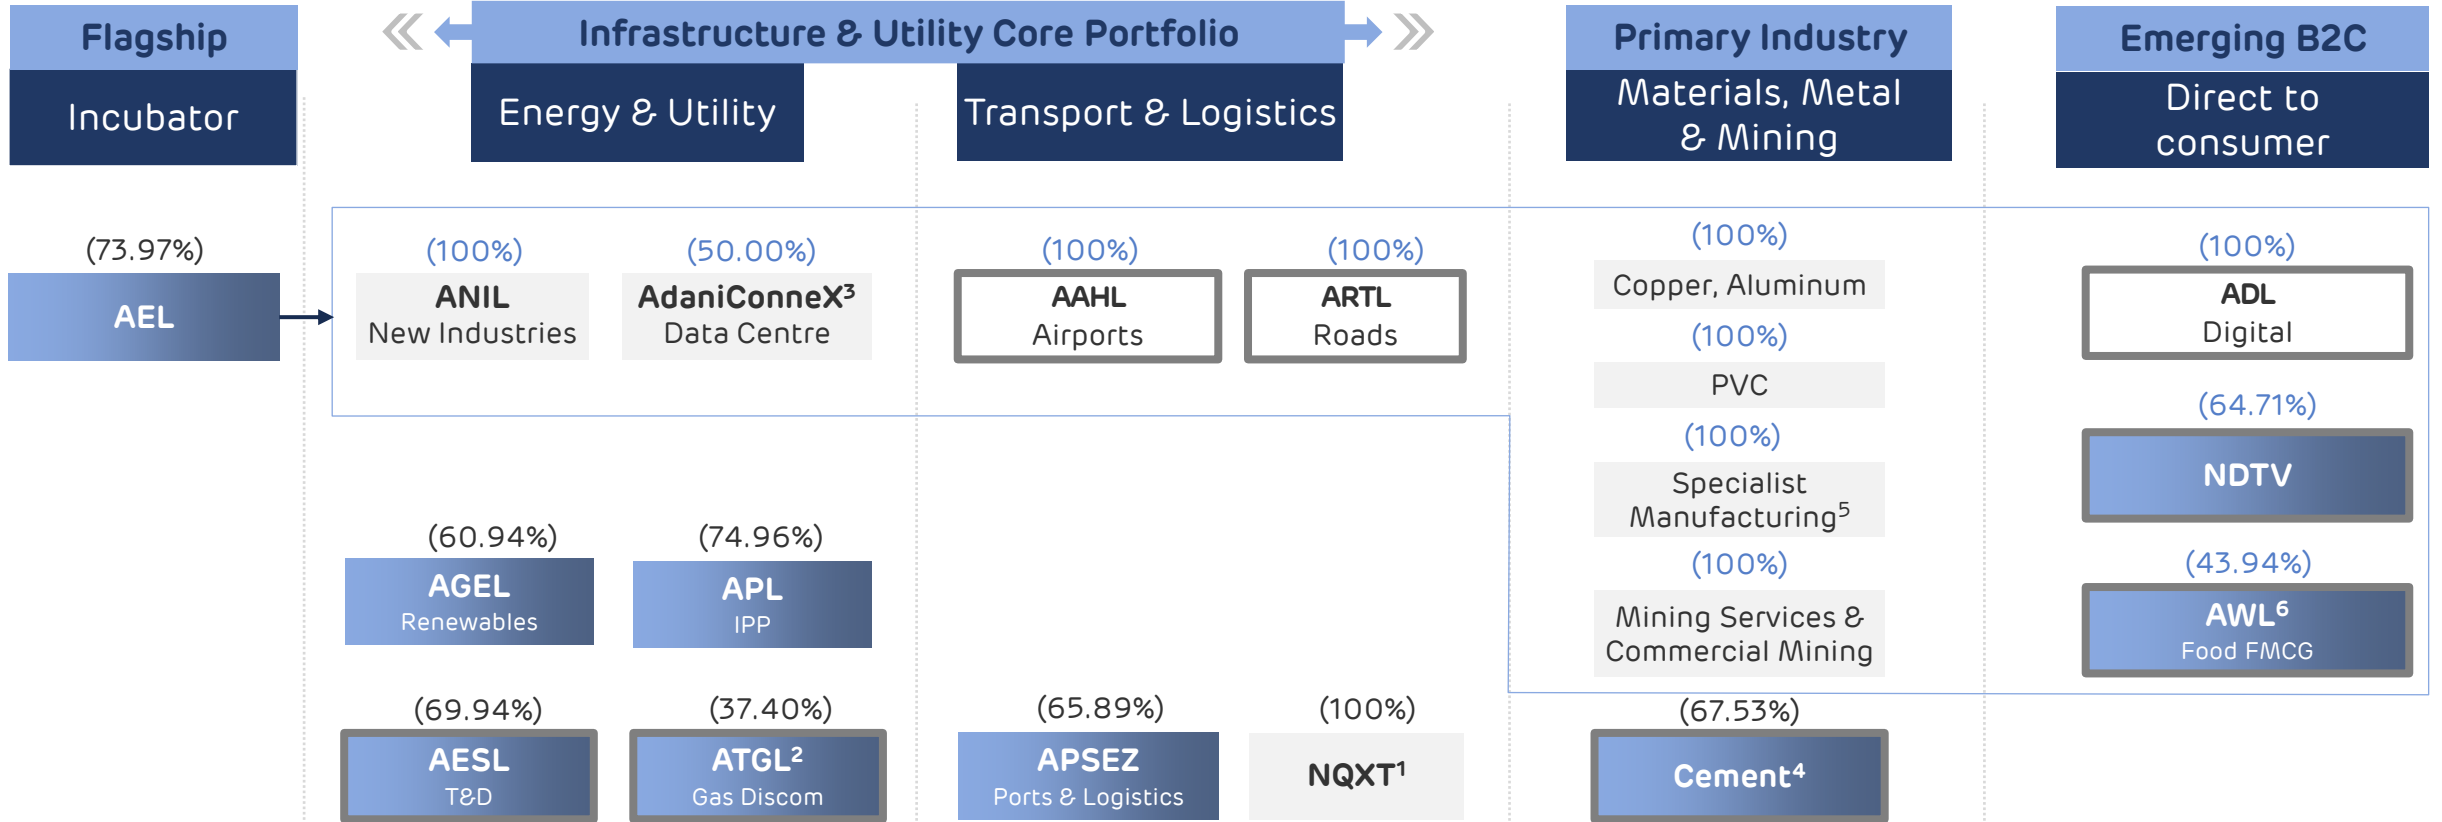 Flagship
Incubator
Infrastructure & Utility Core Portfolio
Energy & Utility
Transport & Logistics
Primary Industry
Materials, Metal
& Mining
Emerging B2C
Direct to
consumer
(73.97%)
AEL
(100%)
ANIL
New Industries
(50.00%)
AdaniConneX³
Data Centre
(100%)
AAHL
Airports
(100%)
ARTL
Roads
(100%)
Copper, Aluminum
(100%)
PVC
(100%)
Specialist
Manufacturing⁵
(100%)
Mining Services &
Commercial Mining
(100%)
ADL
Digital
(64.71%)
NDTV
(43.94%)
AWL⁶
Food FMCG
(60.94%)
AGEL
Renewables
(74.96%)
APL
IPP
(69.94%)
AESL
T&D
(37.40%)
ATGL²
Gas Discom
(65.89%)
APSEZ
Ports & Logistics
(100%)
NQXT¹
(67.53%)
Cement⁴